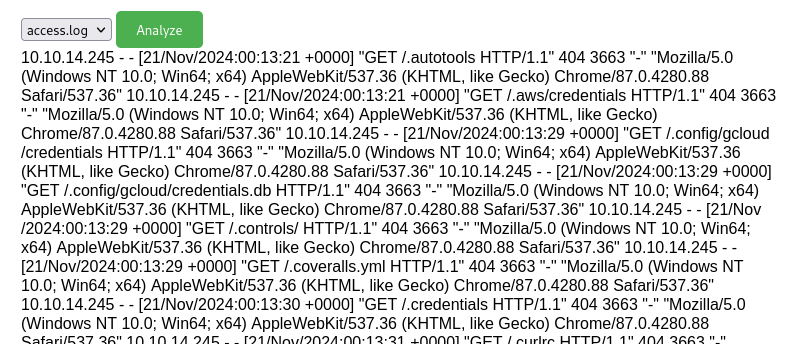 access.log
Analyze
10.10.14.245 - - [21/Nov/2024:00:13:21 +0000] "GET /.autotools HTTP/1.1" 404 3663 "-" "Mozilla/5.0
(Windows NT 10.0; Win64; x64) AppleWebKit/537.36 (KHTML, like Gecko) Chrome/87.0.4280.88
Safari/537.36" 10.10.14.245 - - [21/Nov/2024:00:13:21 +0000] "GET /.aws/credentials HTTP/1.1" 404 3663
"-" "Mozilla/5.0 (Windows NT 10.0; Win64; x64) AppleWebKit/537.36 (KHTML, like Gecko)
Chrome/87.0.4280.88 Safari/537.36" 10.10.14.245 - - [21/Nov/2024:00:13:29 +0000] "GET /.config/gcloud
/credentials HTTP/1.1" 404 3663 "-" "Mozilla/5.0 (Windows NT 10.0; Win64; x64) AppleWebKit/537.36
(KHTML, like Gecko) Chrome/87.0.4280.88 Safari/537.36" 10.10.14.245 - - [21/Nov/2024:00:13:29 +0000]
"GET /.config/gcloud/credentials.db HTTP/1.1" 404 3663 "-" "Mozilla/5.0 (Windows NT 10.0; Win64; x64)
AppleWebKit/537.36 (KHTML, like Gecko) Chrome/87.0.4280.88 Safari/537.36" 10.10.14.245 - - [21/Nov
/2024:00:13:29 +0000] "GET /.controls/ HTTP/1.1" 404 3663 "-" "Mozilla/5.0 (Windows NT 10.0; Win64;
x64) AppleWebKit/537.36 (KHTML, like Gecko) Chrome/87.0.4280.88 Safari/537.36" 10.10.14.245 - -
[21/Nov/2024:00:13:29 +0000] "GET /.coveralls.yml HTTP/1.1" 404 3663 "-" "Mozilla/5.0 (Windows NT
10.0; Win64; x64) AppleWebKit/537.36 (KHTML, like Gecko) Chrome/87.0.4280.88 Safari/537.36"
10.10.14.245 - - [21/Nov/2024:00:13:30 +0000] "GET /.credentials HTTP/1.1" 404 3663 "-" "Mozilla/5.0
(Windows NT 10.0; Win64; x64) AppleWebKit/537.36 (KHTML, like Gecko) Chrome/87.0.4280.88
Safari/537.36" 10.10.14.245 - - [21/Nov/2024:00:13:31 +0000] "GET /.curlrc HTTP/1.1" 404 3663 "-"